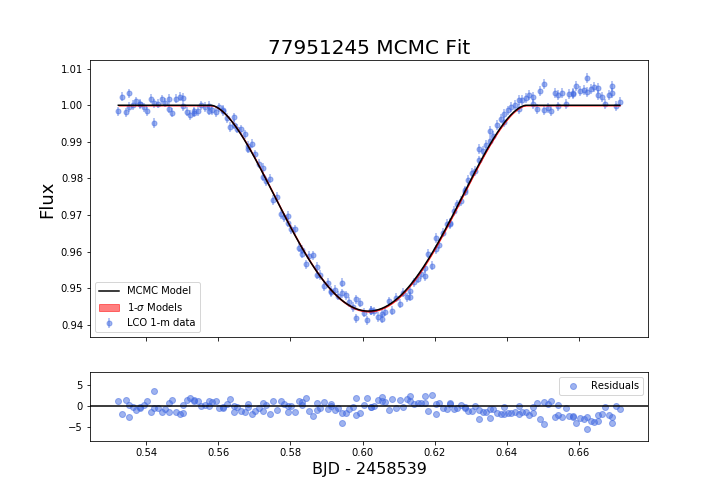 77951245 MCMC Fit
1.01
1.00
0.99
0.98
0.97
0.96
0.95
0.94
Flux
MCMC Model
1-σ Models
LCO 1-m data
5
0
−5
Residuals
0.54 0.56 0.58 0.60 0.62 0.64 0.66
BJD - 2458539